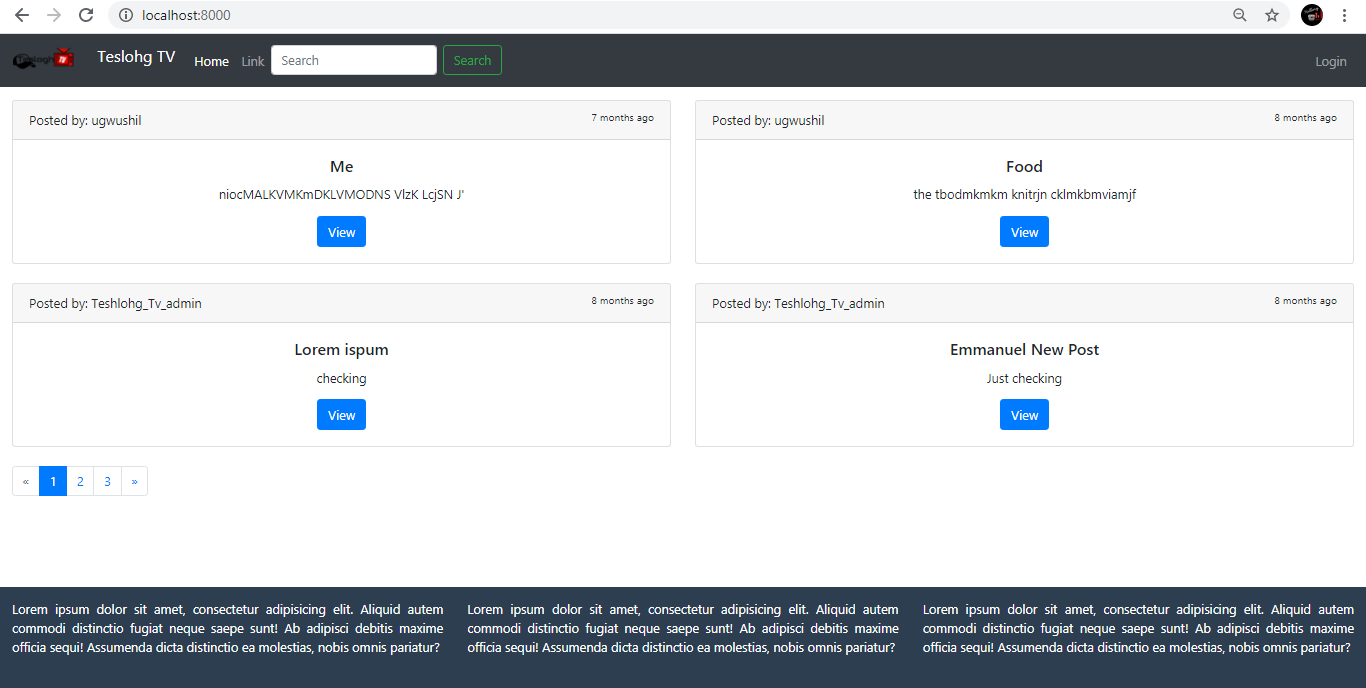 localhost:8000
Teslohg TV Home Link Search Search Login
Posted by: ugwushil 7 months ago
Me
niocMALKVMKmDKLVMODNS VlzK LcjSN J'
View
Posted by: ugwushil 8 months ago
Food
the tbodmkmkm knitrjn cklmkbmviamjf
View
Posted by: Teshlohg_Tv_admin 8 months ago
Lorem ispum
checking
View
Posted by: Teshlohg_Tv_admin 8 months ago
Emmanuel New Post
Just checking
View
« 1 2 3 »
Lorem ipsum dolor sit amet, consectetur adipisicing elit. Aliquid autem
commodi distinctio fugiat neque saepe sunt! Ab adipisci debitis maxime
officia sequi! Assumenda dicta distinctio ea molestias, nobis omnis pariatur?
Lorem ipsum dolor sit amet, consectetur adipisicing elit. Aliquid autem
commodi distinctio fugiat neque saepe sunt! Ab adipisci debitis maxime
officia sequi! Assumenda dicta distinctio ea molestias, nobis omnis pariatur?
Lorem ipsum dolor sit amet, consectetur adipisicing elit. Aliquid autem
commodi distinctio fugiat neque saepe sunt! Ab adipisci debitis maxime
officia sequi! Assumenda dicta distinctio ea molestias, nobis omnis pariatur?